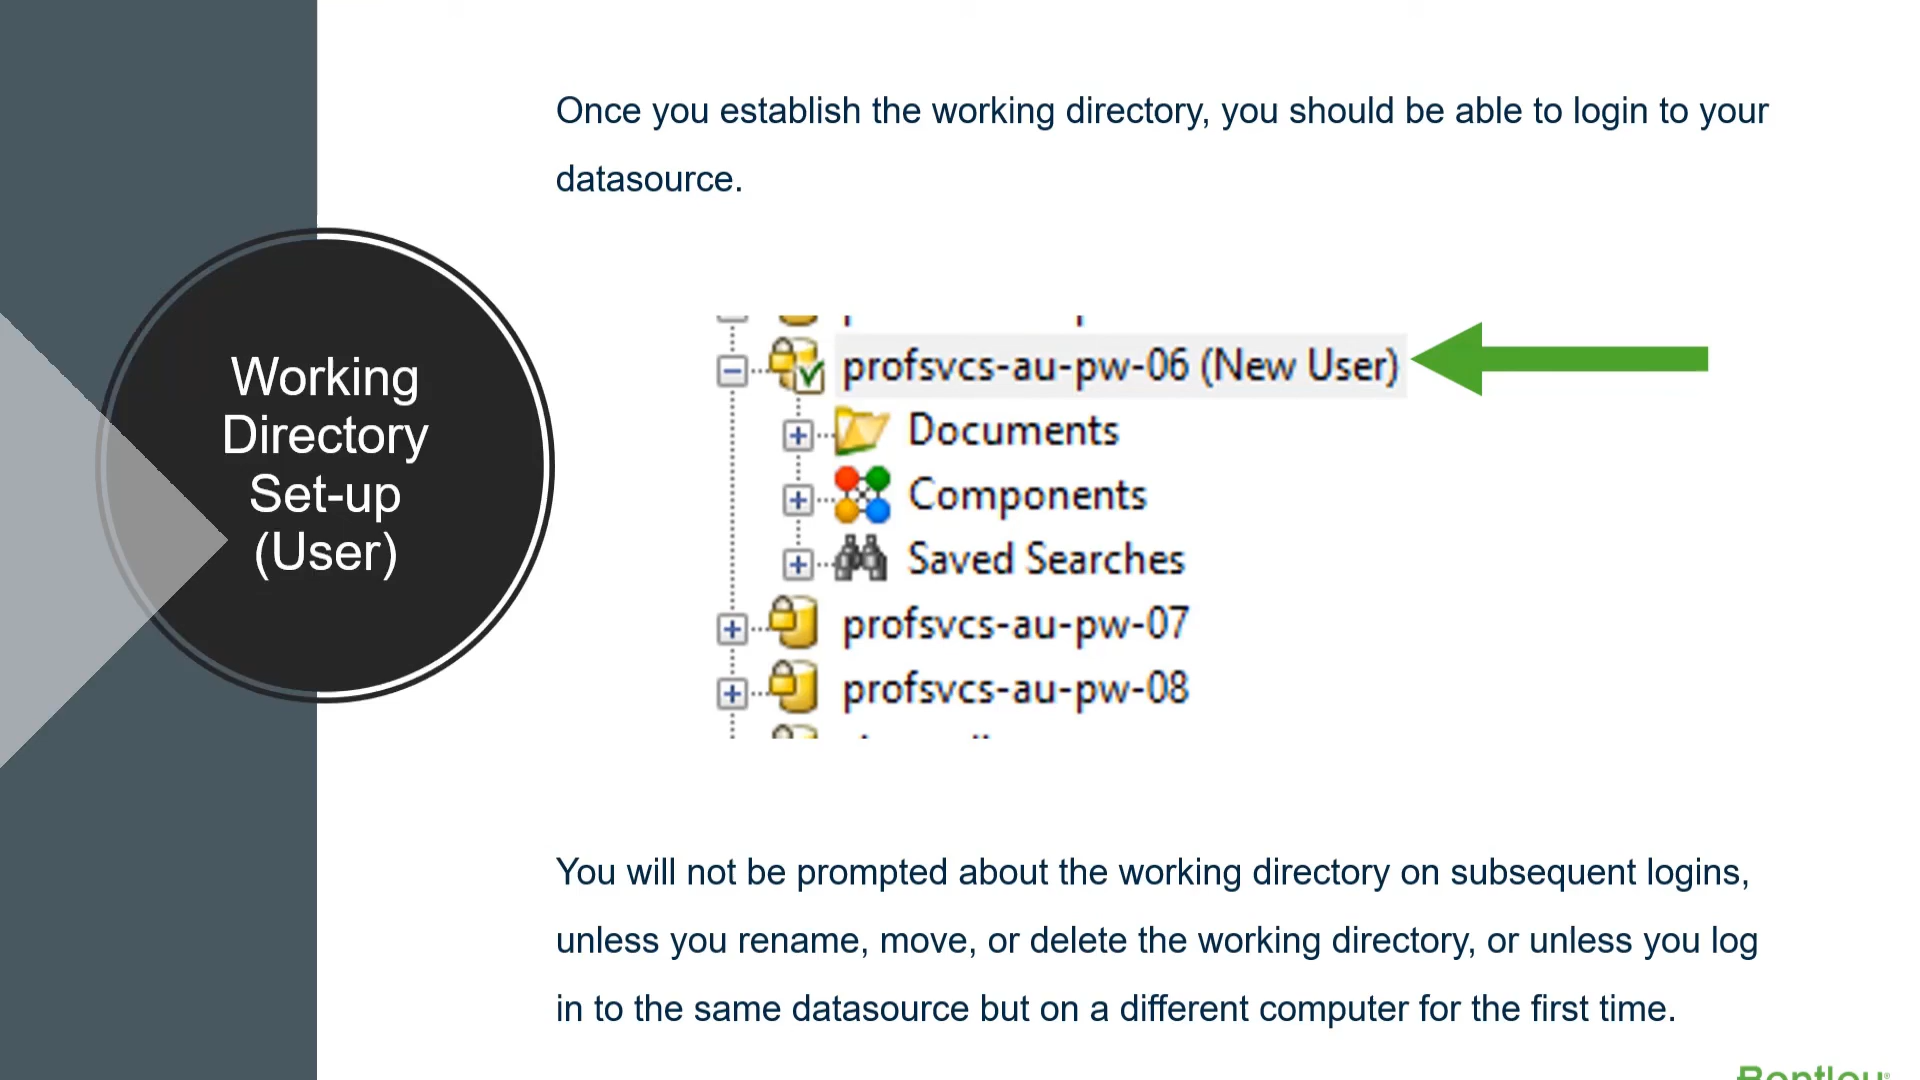 Once you establish the working directory, you should be able to login to your
datasource.
Working
Directory
Set-up
(User)
profsvcs-au-pw-06 (New User)
Documents
Components
Saved Searches
profsvcs-au-pw-07
profsvcs-au-pw-08
You will not be prompted about the working directory on subsequent logins,
unless you rename, move, or delete the working directory, or unless you log
in to the same datasource but on a different computer for the first time.